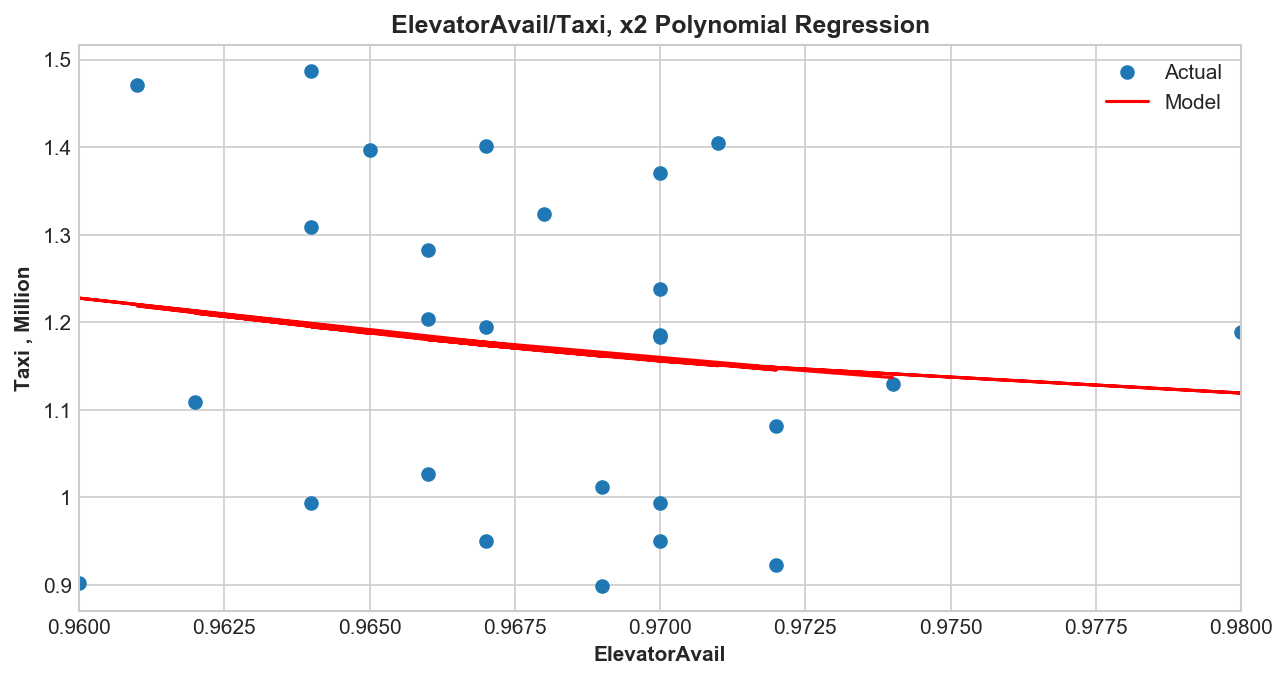 ElevatorAvail/Taxi, x2 Polynomial Regression
Actual
Model
1.5
1.4
1.3
1.2
1.1
1
0.9
Taxi , Million
0.9600 0.9625 0.9650 0.9675 0.9700 0.9725 0.9750 0.9775 0.9800
ElevatorAvail